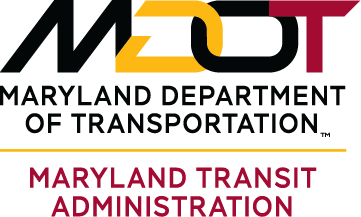 MDOT
MARYLAND DEPARTMENT
OF TRANSPORTATION™
MARYLAND TRANSIT
ADMINISTRATION